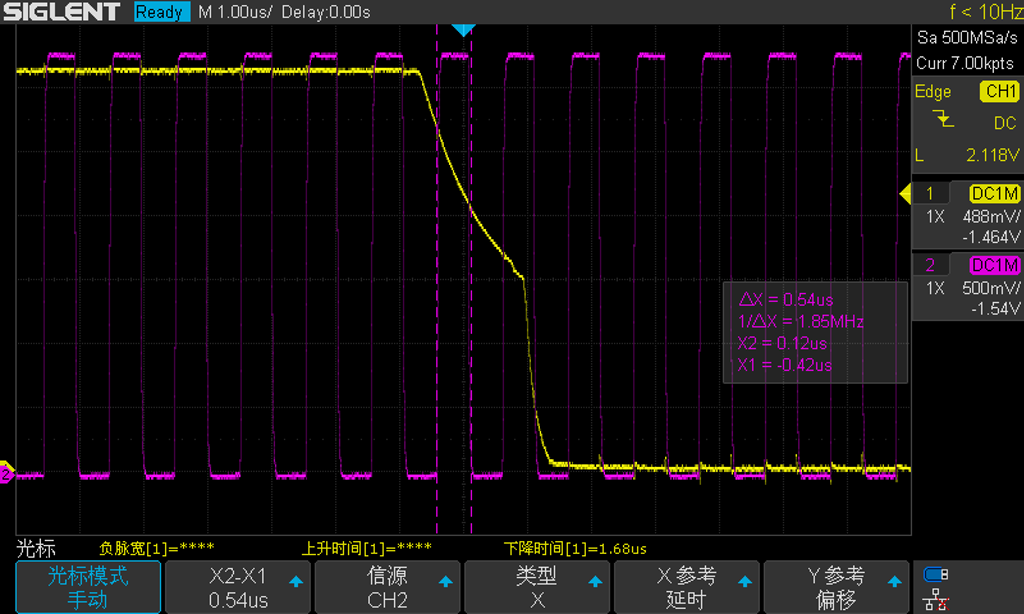 SIGLENT Ready M 1.00us/ Delay:0.00s f < 10Hz
Sa 500MSa/s
Curr 7.00kpts
Edge CH1
DC
L 2.118V
1 DC1M
1X 488mV/
-1.464V
2 DC1M
1X 500mV/
-1.54V
△X = 0.54us
1/△X = 1.85MHz
X2 = 0.12us
X1 = -0.42us
2
光标 负脉宽[1]=**** 上升时间[1]=**** 下降时间[1]=1.68us
光标模式 X2-X1 信源 类型 X 参考 Y 参考
手动 0.54us CH2 X 延时 偏移